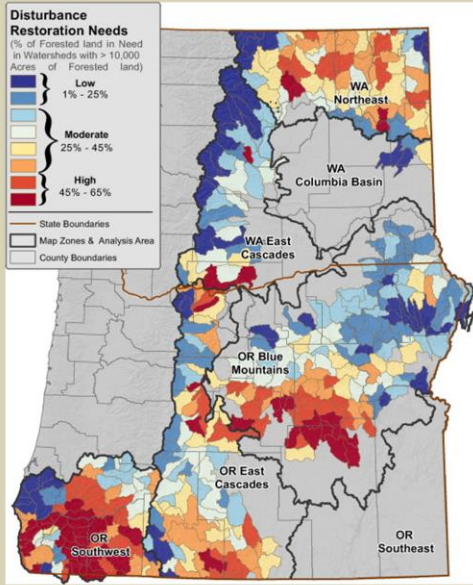 Disturbance
Restoration Needs
(% of Forested land in Need
in Watersheds with > 10,000
Acres of Forested land)
Low
1% - 25%
Moderate
25% - 45%
High
45% - 65%
State Boundaries
Map Zones & Analysis Area
County Boundaries
WA
Northeast
WA
Columbia Basin
WA East
Cascades
OR Blue
Mountains
OR East
Cascades
OR
Southwest
OR
Southeast